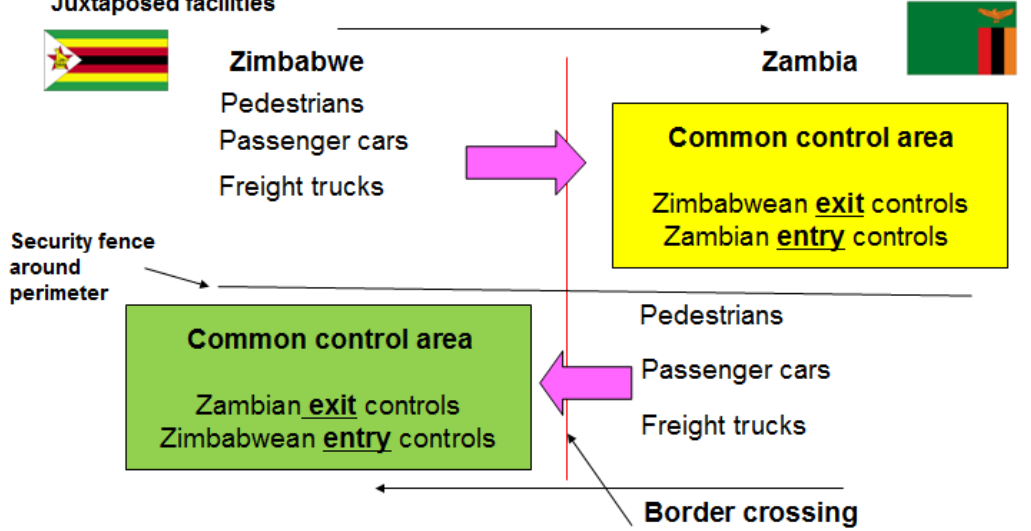 Juxtaposed facilities
Zimbabwe
Zambia
Pedestrians
Passenger cars
Freight trucks
Common control area
Zimbabwean exit controls
Zambian entry controls
Security fence
around
perimeter
Common control area
Zambian exit controls
Zimbabwean entry controls
Pedestrians
Passenger cars
Freight trucks
Border crossing